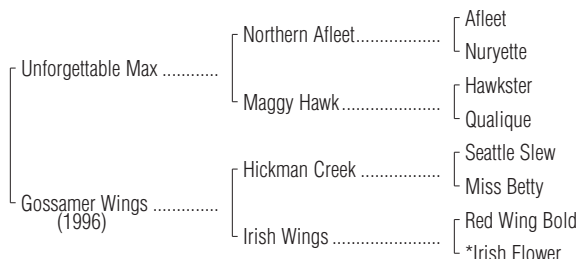 Afleet
Northern Afleet..................
Nuryette
Unforgettable Max ............
Hawkster
Maggy Hawk.....................
Qualique
Seattle Slew
Hickman Creek .................
Miss Betty
Gossamer Wings ..............
(1996)
Red Wing Bold
Irish Wings .......................
*Irish Flower